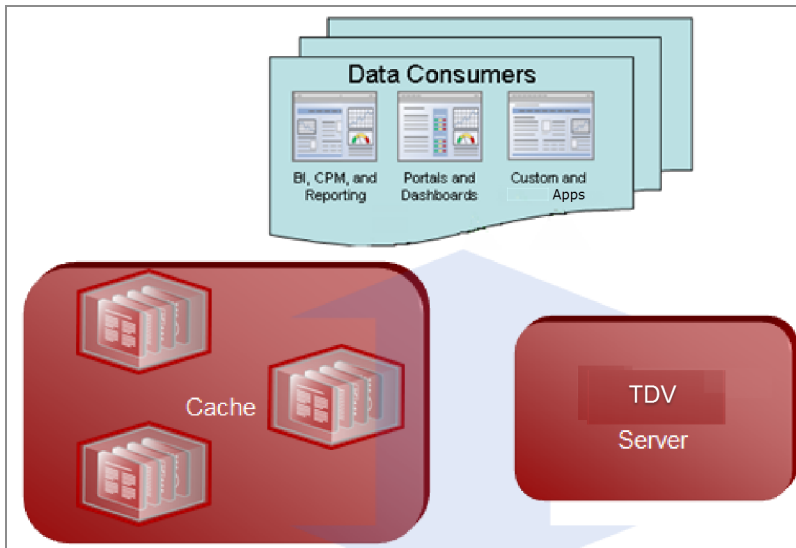 Data Consumers
BI, CPM, and
Reporting
Portals and
Dashboards
Custom and
Apps
Cache
TDV
Server